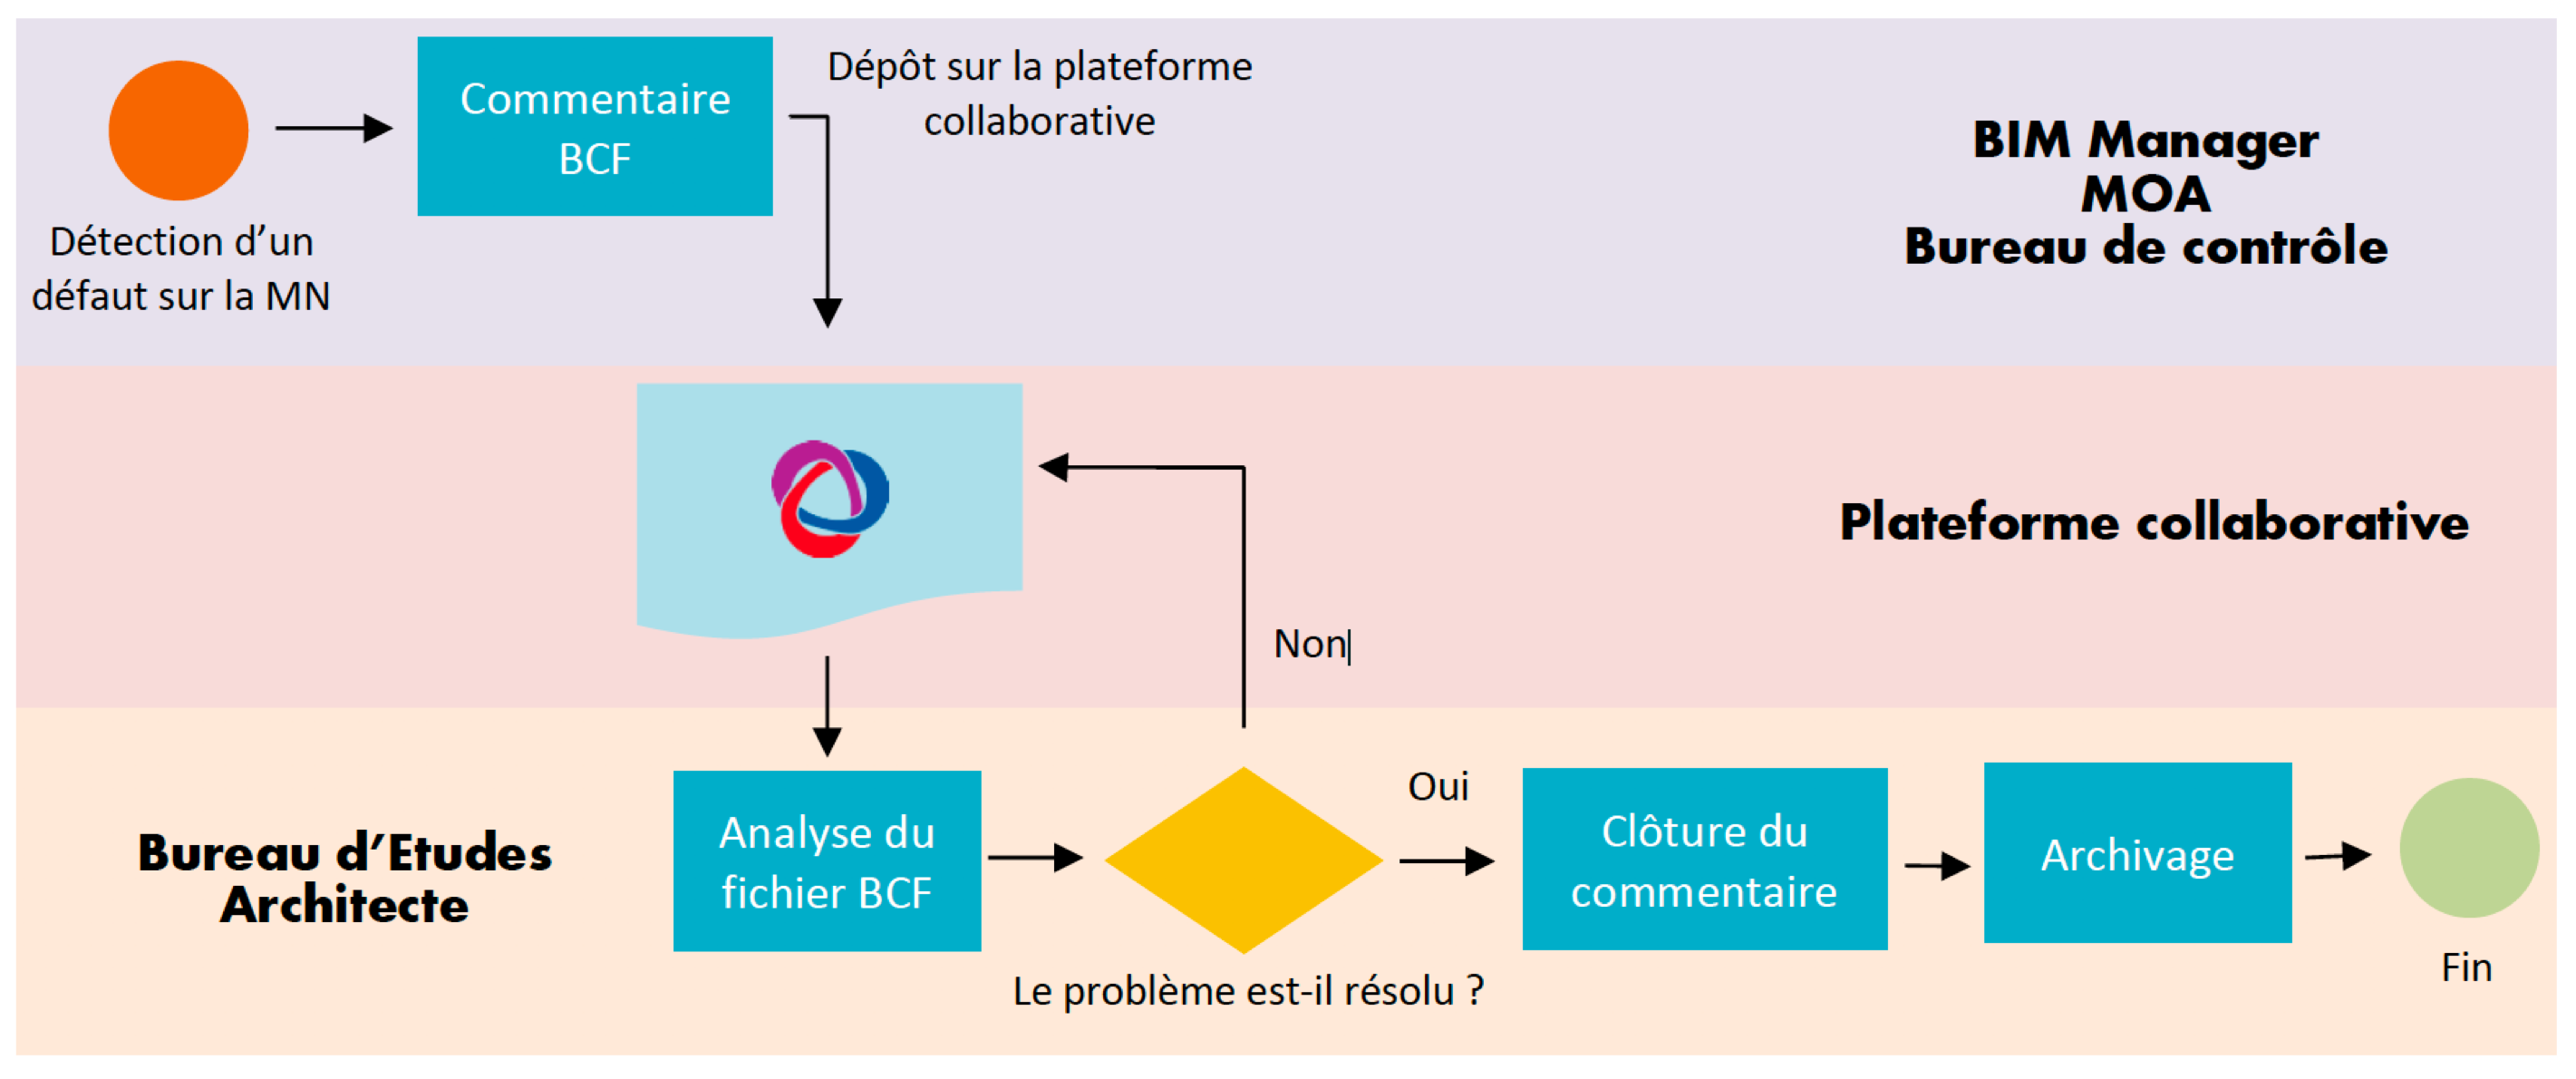 Détection d’un
défaut sur la MN
Commentaire
BCF
Dépôt sur la plateforme
collaborative
BIM Manager
MOA
Bureau de contrôle
Plateforme collaborative
Non
Bureau d’Etudes
Architecte
Analyse du
fichier BCF
Le problème est-il résolu ?
Oui
Clôture du
commentaire
Archivage
Fin